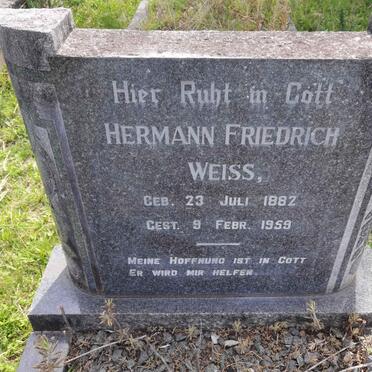 Hier Ruht in Gott
HERMANN FRIEDRICH
WEISS,
GEB. 23 JULI 1882
GEST. 9 FEBR. 1959
MEINE HOFFNUNG IST IN GOTT
ER WIRD MIR HELFEN.